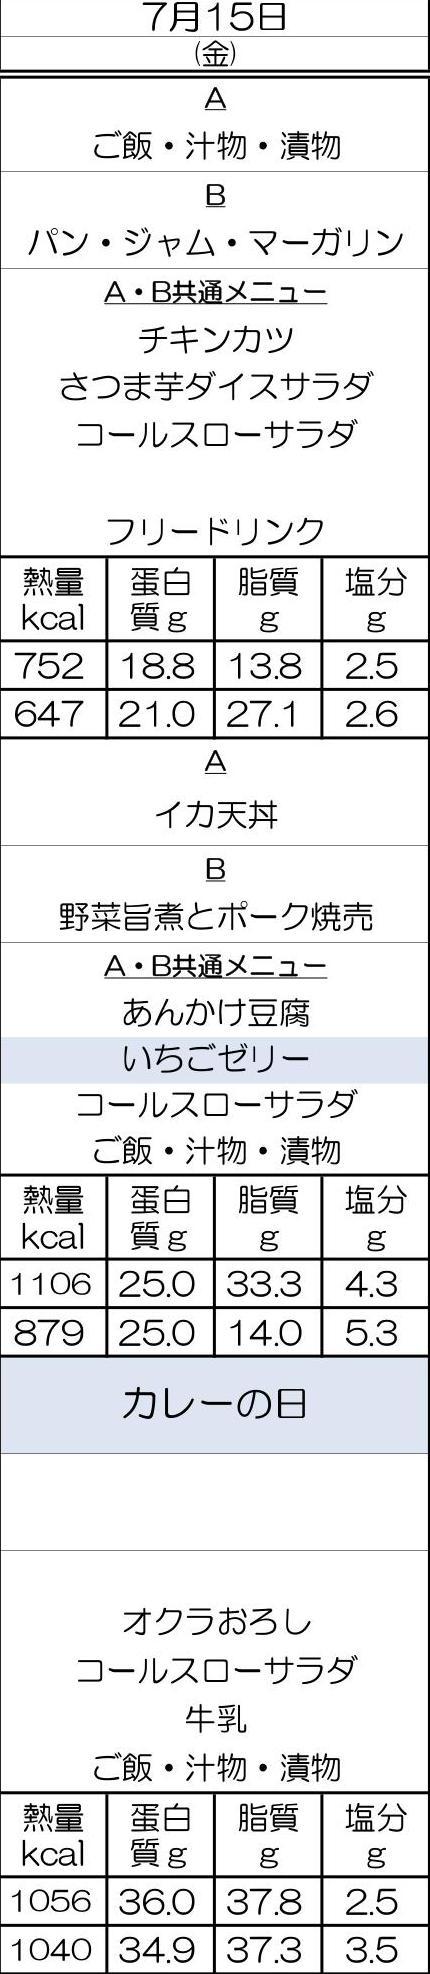 7月15日
(金)
A
ご飯・汁物・漬物
B
パン・ジャム・マーガリン
A・B共通メニュー
チキンカツ
さつま芋ダイスサラダ
コールスローサラダ
フリードリンク
熱量 kcal 蛋白質g 脂質g 塩分g
752 18.8 13.8 2.5
647 21.0 27.1 2.6
A
イカ天丼
B
野菜旨煮とポーク焼売
A・B共通メニュー
あんかけ豆腐
いちごゼリー
コールスローサラダ
ご飯・汁物・漬物
熱量 kcal 蛋白質g 脂質g 塩分g
1106 25.0 33.3 4.3
879 25.0 14.0 5.3
カレーの日
オクラおろし
コールスローサラダ
牛乳
ご飯・汁物・漬物
熱量 kcal 蛋白質g 脂質g 塩分g
1056 36.0 37.8 2.5
1040 34.9 37.3 3.5